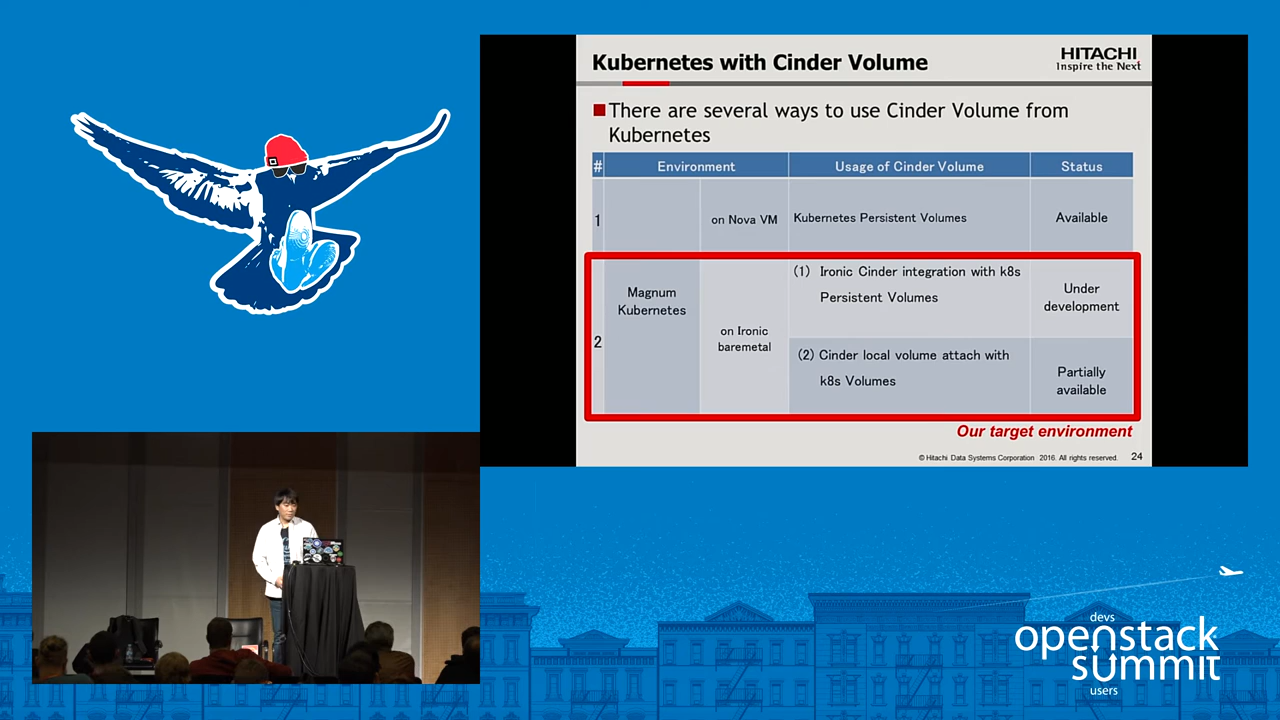 Kubernetes with Cinder Volume
HITACHI
Inspire the Next
There are several ways to use Cinder Volume from
Kubernetes
# Environment Usage of Cinder Volume Status
1 on Nova VM Kubernetes Persistent Volumes Available
2
Magnum
Kubernetes
on Ironic
baremetal
(1) Ironic Cinder integration with k8s
Persistent Volumes
Under
development
(2) Cinder local volume attach with
k8s Volumes
Partially
available
Our target environment
© Hitachi Data Systems Corporation 2016. All rights reserved. 24
devs
openstack
summit
users